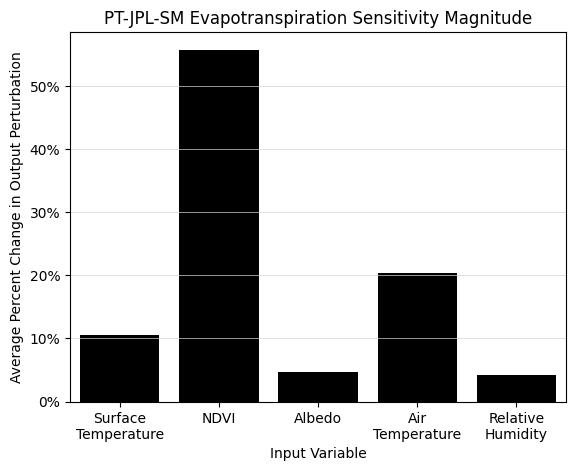 PT-JPL-SM Evapotranspiration Sensitivity Magnitude
Average Percent Change in Output Perturbation
50%
40%
30%
20%
10%
0%
Surface
Temperature
NDVI
Albedo
Air
Temperature
Relative
Humidity
Input Variable